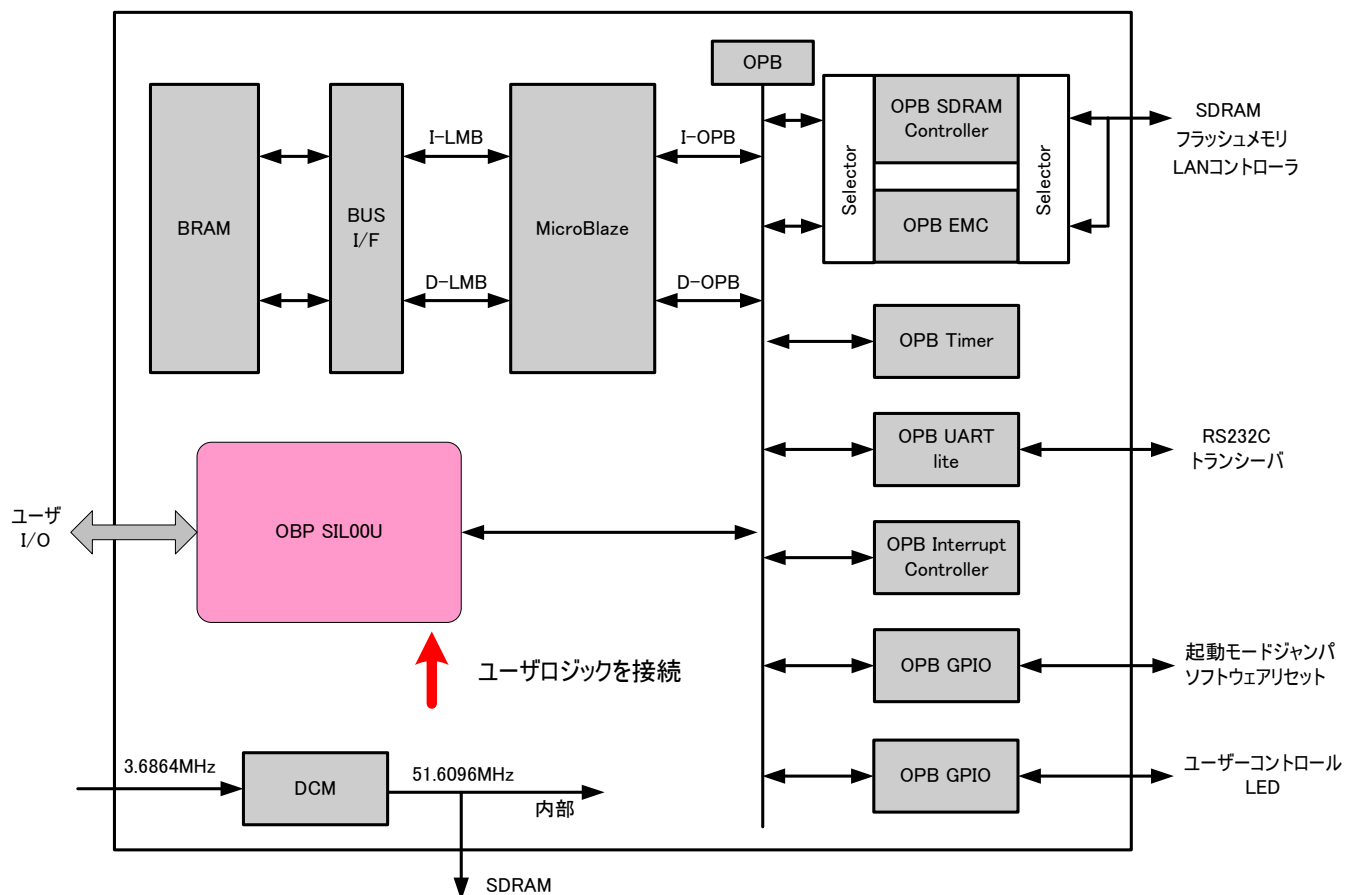 OPB
BRAM
BUS
I/F
I-LMB
D-LMB
MicroBlaze
I-OPB
D-OPB
Selector
OPB SDRAM
Controller
OPB EMC
Selector
SDRAM
フラッシュメモリ
LANコントローラ
OPB Timer
OPB UART
lite
RS232C
トランシーバ
ユーザ
I/O
OBP SIL00U
OPB Interrupt
Controller
ユーザロジックを接続
OPB GPIO
起動モードジャンパ
ソフトウェアリセット
3.6864MHz
DCM
51.6096MHz
内部
SDRAM
OPB GPIO
ユーザーコントロール
LED